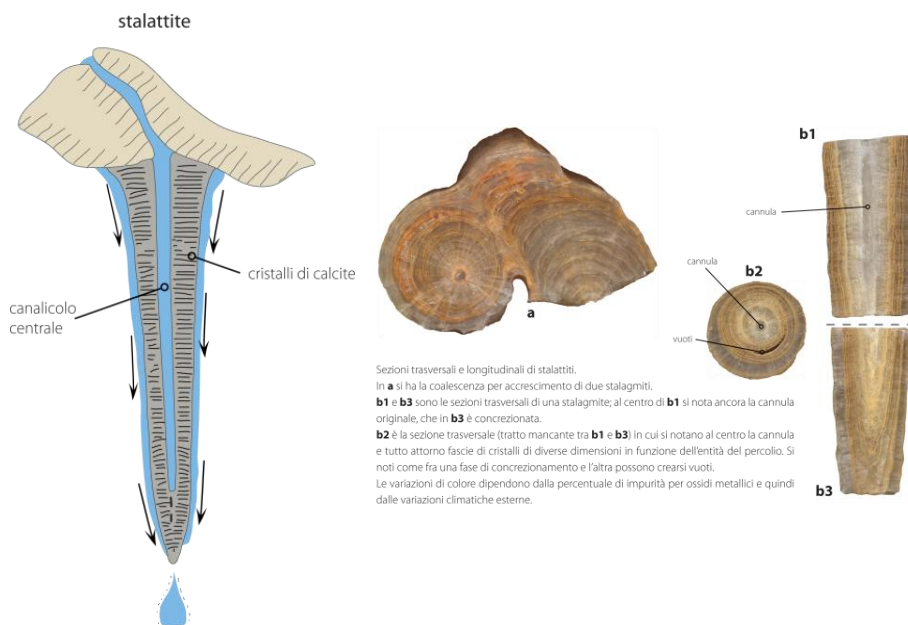 stalattite
canalicolo
centrale
cristalli di calcite
a
b1
cannula
b2
cannula
vuoti
b3
Sezioni trasversali e longitudinali di stalattiti.
In a si ha la coalescenza per accrescimento di due stalagmiti.
b1 e b3 sono le sezioni trasversali di una stalagmite; al centro di b1 si nota ancora la cannula
originale, che in b3 è concrezionata.
b2 è la sezione trasversale (tratto mancante tra b1 e b3) in cui si notano al centro la cannula
e tutto attorno fascie di cristalli di diverse dimensioni in funzione dell'entità del percolio. Si
noti come fra una fase di concrezionamento e l'altra possono crearsi vuoti.
Le variazioni di colore dipendono dalla percentuale di impurità per ossidi metallici e quindi
dalle variazioni climatiche esterne.